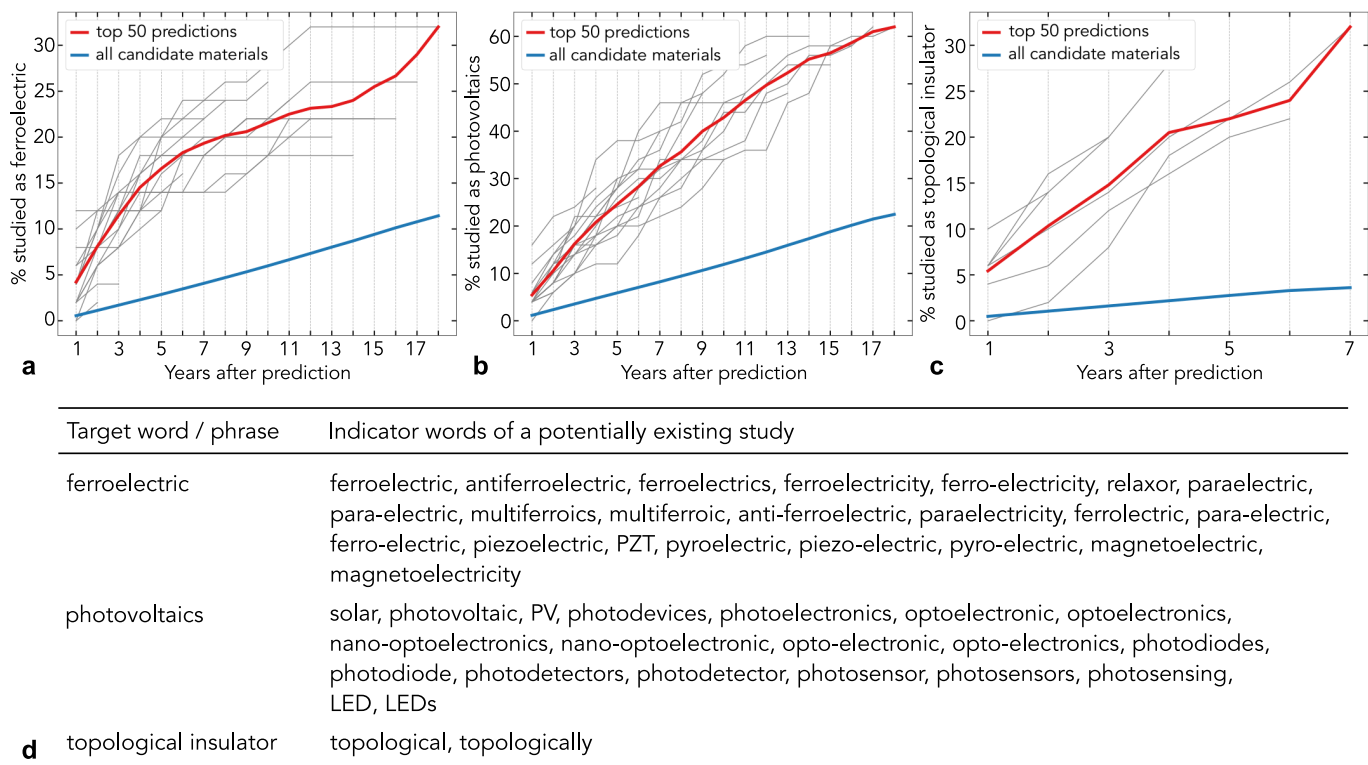 % studied as ferroelectric
30
25
20
15
10
5
0
top 50 predictions
all candidate materials
1 3 5 7 9 11 13 15 17
Years after prediction
a
% studied as photovoltaics
60
50
40
30
20
10
0
top 50 predictions
all candidate materials
1 3 5 7 9 11 13 15 17
Years after prediction
b
% studied as topological insulator
30
25
20
15
10
5
0
top 50 predictions
all candidate materials
1 3 5 7
Years after prediction
c
Target word / phrase Indicator words of a potentially existing study
ferroelectric ferroelectric, antiferroelectric, ferroelectrics, ferroelectricity, ferro-electricity, relaxor, paraelectric,
para-electric, multiferroics, multiferroic, anti-ferroelectric, paraelectricity, ferrolectric, para-electric,
ferro-electric, piezoelectric, PZT, pyroelectric, piezo-electric, pyro-electric, magnetoelectric,
magnetoelectricity
photovoltaics solar, photovoltaic, PV, photodevices, photoelectronics, optoelectronic, optoelectronics,
nano-optoelectronics, nano-optoelectronic, opto-electronic, opto-electronics, photodiodes,
photodiode, photodetectors, photodetector, photosensor, photosensors, photosensing,
LED, LEDs
topological insulator topological, topologically
d